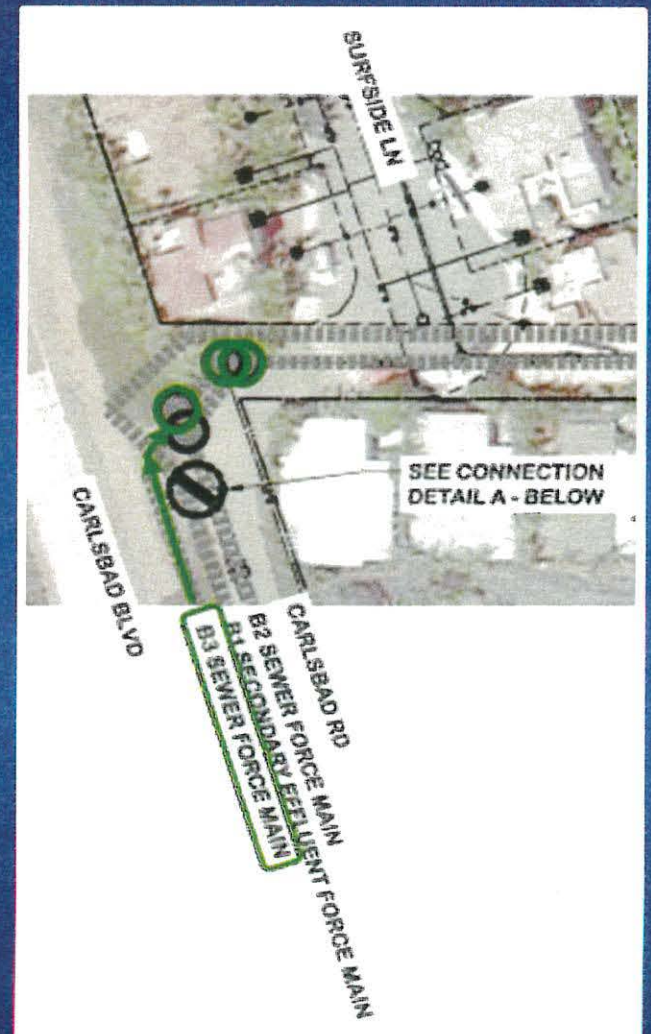 SURFSIDE LN
SEE CONNECTION
DETAIL A - BELOW
CARLSBAD BLVD
CARLSBAD RD
B2 SEWER FORCE MAIN
B1 SECONDARY EFFLUENT FORCE MAIN
B3 SEWER FORCE MAIN